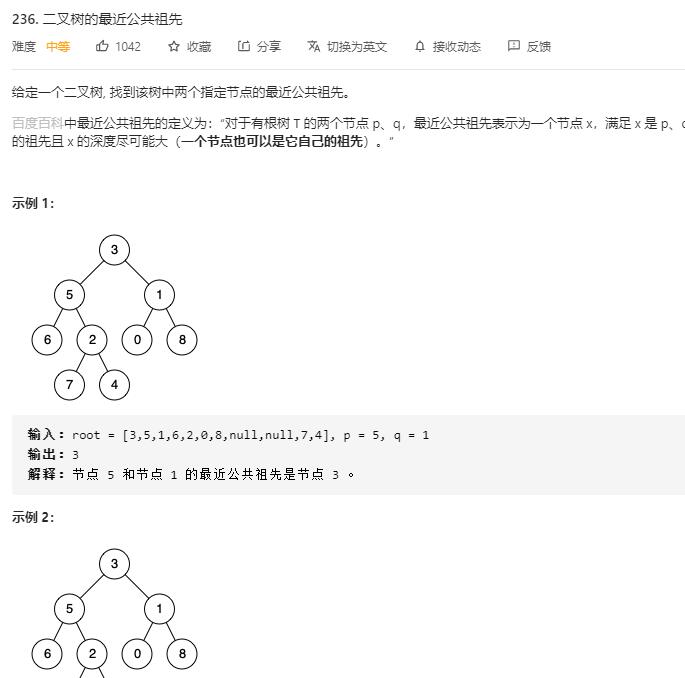 236. 二叉树的最近公共祖先
难度 中等 1042 收藏 分享 切换为英文 接收动态 反馈
给定一个二叉树, 找到该树中两个指定节点的最近公共祖先。
百度百科中最近公共祖先的定义为：“对于有根树 T 的两个节点 p、q，最近公共祖先表示为一个节点 x，满足 x 是 p、
的祖先且 x 的深度尽可能大（一个节点也可以是它自己的祖先）。”
示例 1：
3
5 1
6 2 0 8
7 4
输入：root = [3,5,1,6,2,0,8,null,null,7,4], p = 5, q = 1
输出：3
解释：节点 5 和节点 1 的最近公共祖先是节点 3 。
示例 2：
3
5 1
6 2 0 8